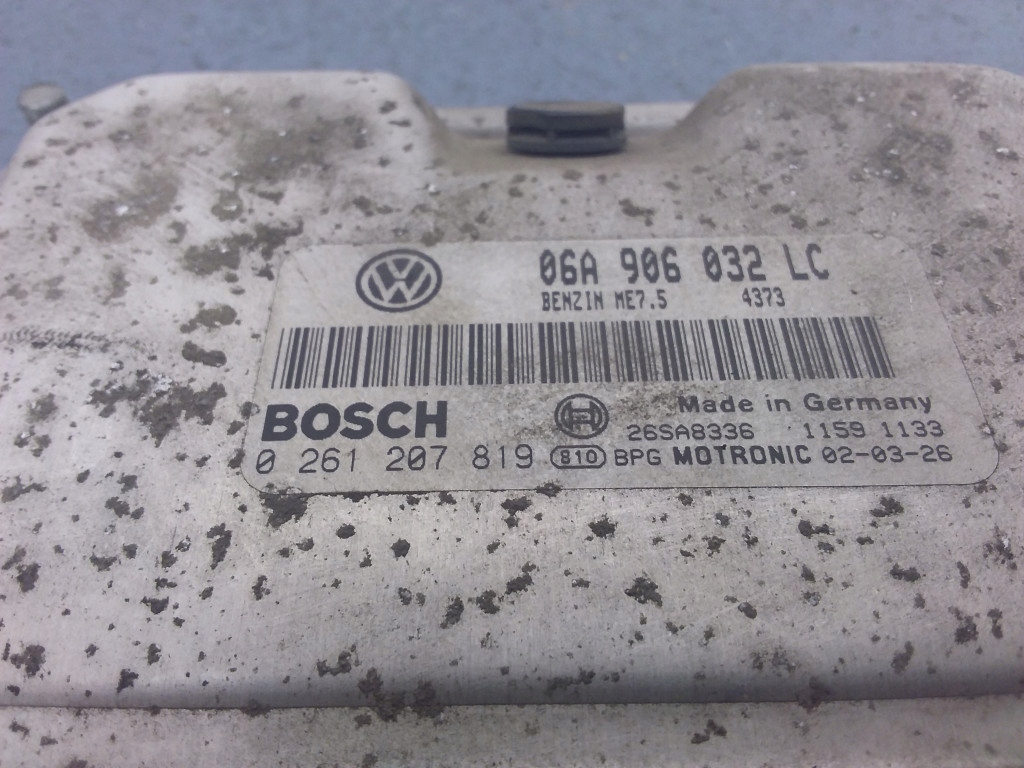 VW
06A 906 032 LC
BENZIN ME7.5 4373
BOSCH
Made in Germany
26SA8336 1159 1133
0 261 207 819 810 BPG MOTRONIC 02-03-26